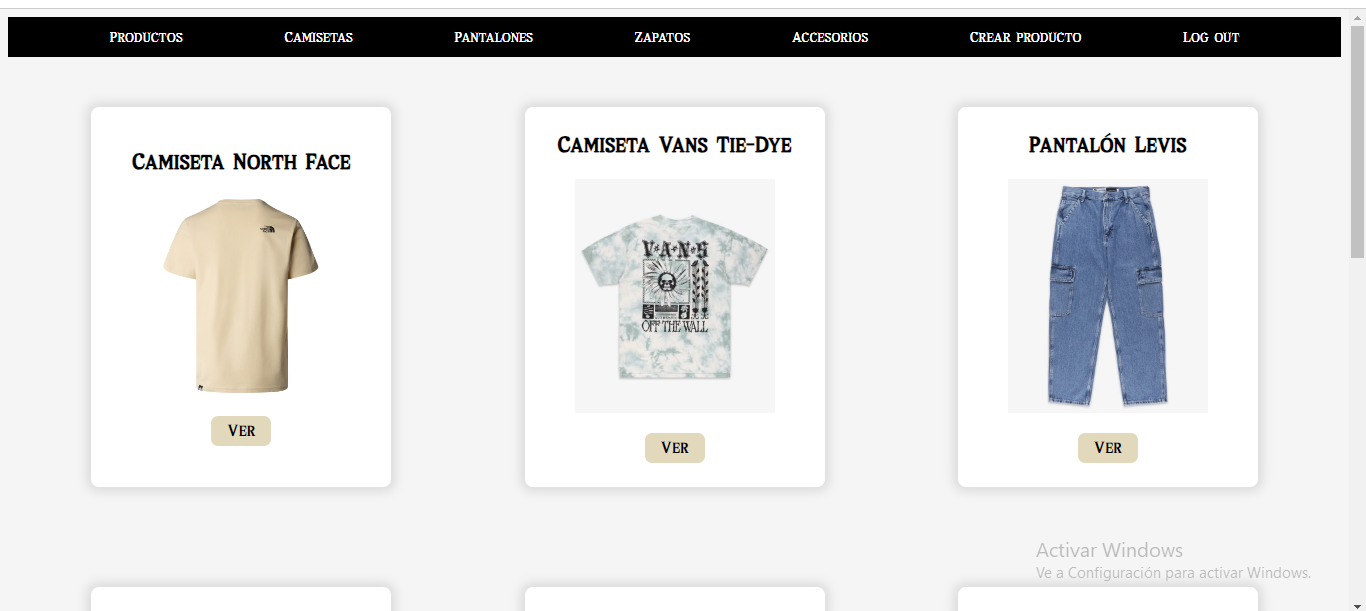 Productos
Camisetas
Pantalones
Zapatos
Accesorios
Crear producto
Log out
Camiseta North Face
Camiseta Vans Tie-Dye
Pantalón Levis
VANS
OFF THE WALL
Ver
Ver
Ver
Activar Windows
Ve a Configuración para activar Windows.